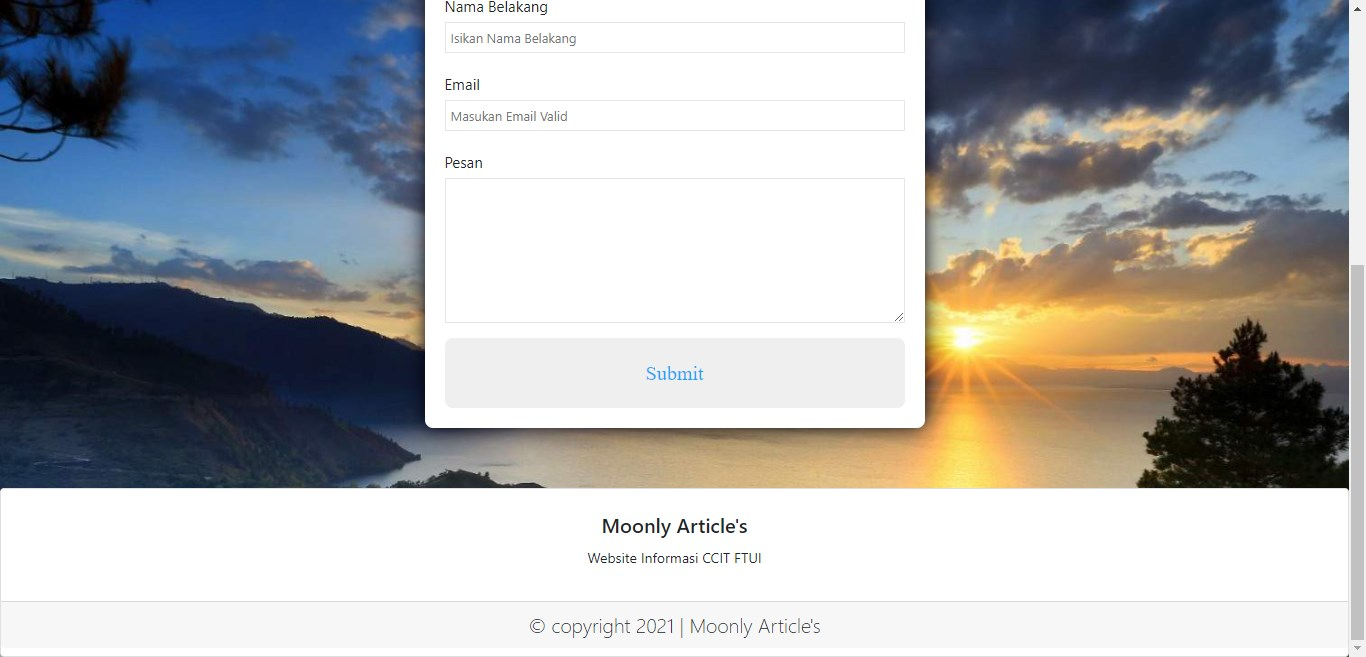 Nama Belakang
Isikan Nama Belakang
Email
Masukan Email Valid
Pesan
Submit
Moonly Article's
Website Informasi CCIT FTUI
© copyright 2021 | Moonly Article's